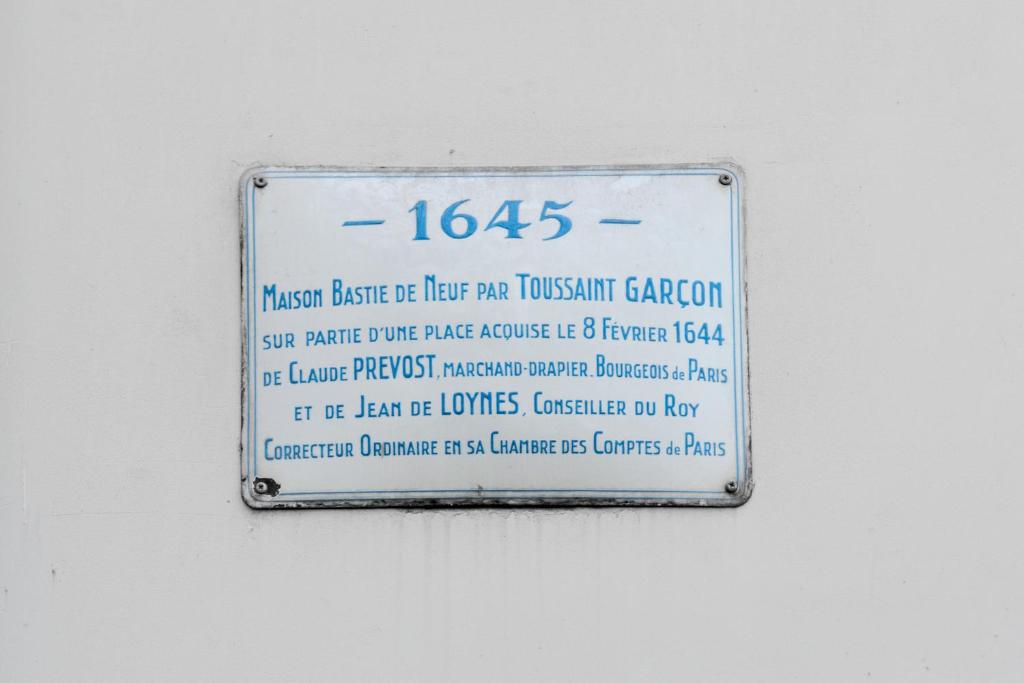 — 1645 —
Maison Bastie de Neuf par Toussaint GARÇON
sur partie d'une place acquise le 8 Février 1644
de Claude PREVOST, marchand-drapier. Bourgeois de Paris
et de Jean de LOYNES, Conseiller du Roy
Correcteur Ordinaire en sa Chambre des Comptes de Paris